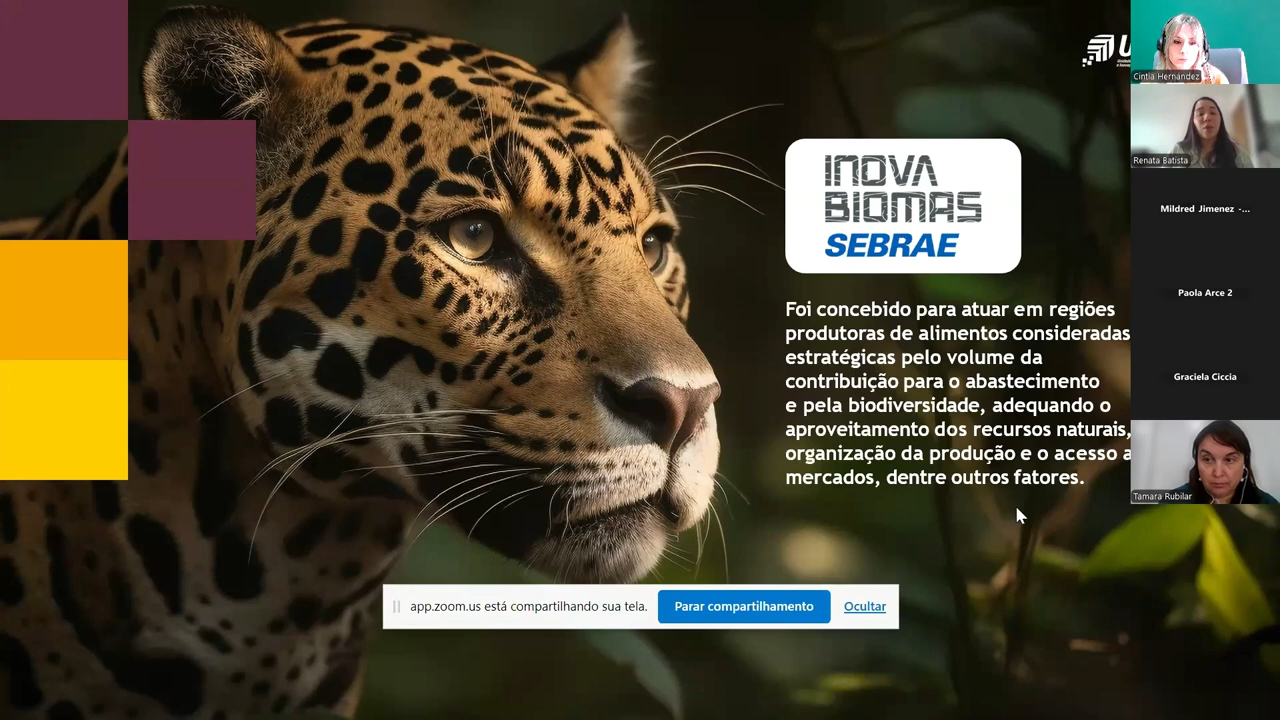 INOVA
BIOMAS
SEBRAE
Foi concebido para atuar em regiões
produtoras de alimentos consideradas
estratégicas pelo volume da
contribuição para o abastecimento
e pela biodiversidade, adequando o
aproveitamento dos recursos naturais,
organização da produção e o acesso a
mercados, dentre outros fatores.
app.zoom.us está compartilhando sua tela.
Parar compartilhamento
Ocultar
Cintia Hernández
Renata Batista
Mildred Jimenez -...
Paola Arce 2
Graciela Ciccia
Tamara Rubilar